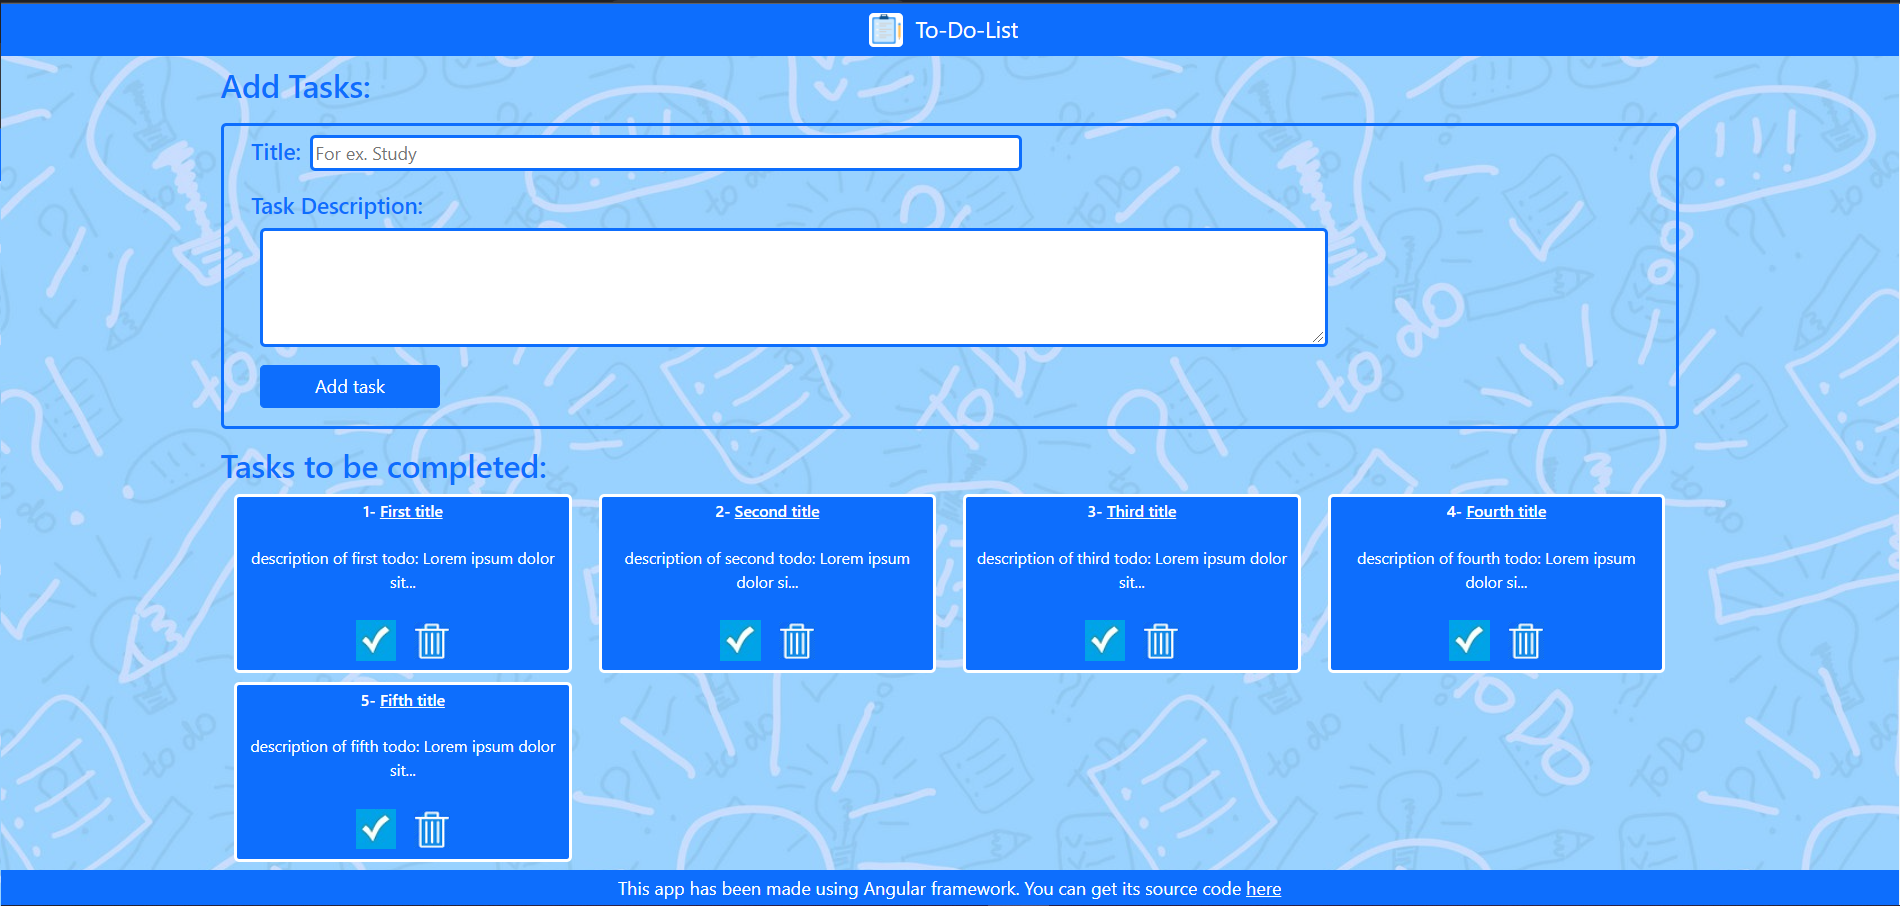 To-Do-List
Add Tasks:
Title:
For ex. Study
Task Description:
Add task
Tasks to be completed:
1- First title
description of first todo: Lorem ipsum dolor
sit...
2- Second title
description of second todo: Lorem ipsum
dolor si...
3- Third title
description of third todo: Lorem ipsum dolor
sit...
4- Fourth title
description of fourth todo: Lorem ipsum
dolor si...
5- Fifth title
description of fifth todo: Lorem ipsum dolor
sit...
This app has been made using Angular framework. You can get its source code here